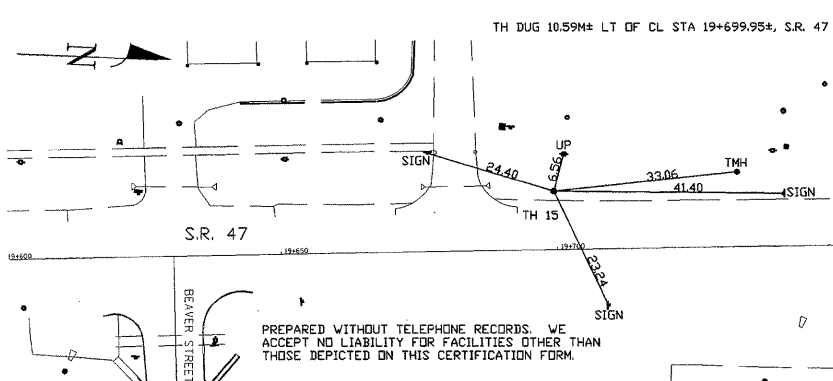 TH DUG 10.59M± LT OF CL STA 19+699.95±, S.R. 47
N
UP
SIGN
24.40
6.56
33.06
TMH
41.40
SIGN
TH 15
S.R. 47
19+600
19+650
19+700
23.24
SIGN
BEAVER STREET
PREPARED WITHOUT TELEPHONE RECORDS. WE
ACCEPT NO LIABILITY FOR FACILITIES OTHER THAN
THOSE DEPICTED ON THIS CERTIFICATION FORM.